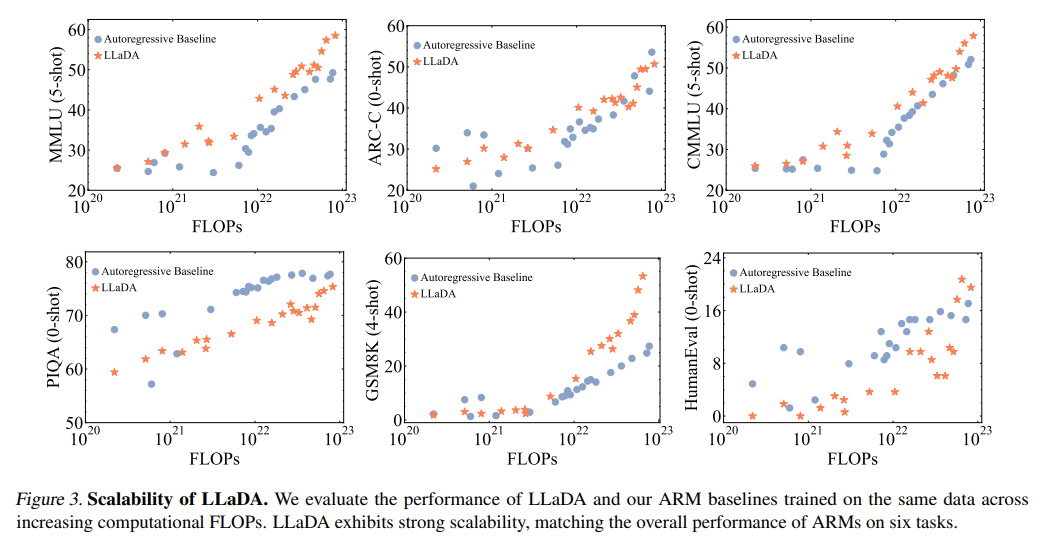 60
50
40
30
20
MMLU (5-shot)
Autoregressive Baseline
LLaDA
10^20
10^21
10^22
10^23
FLOPs
60
50
40
30
20
ARC-C (0-shot)
Autoregressive Baseline
LLaDA
10^20
10^21
10^22
10^23
FLOPs
60
50
40
30
20
CMMLU (5-shot)
Autoregressive Baseline
LLaDA
10^20
10^21
10^22
10^23
FLOPs
80
70
60
50
PIQA (0-shot)
Autoregressive Baseline
LLaDA
10^20
10^21
10^22
10^23
FLOPs
60
40
20
0
GSM8K (4-shot)
Autoregressive Baseline
LLaDA
10^20
10^21
10^22
10^23
FLOPs
24
16
8
0
HumanEval (0-shot)
Autoregressive Baseline
LLaDA
10^20
10^21
10^22
10^23
FLOPs
Figure 3. Scalability of LLaDA. We evaluate the performance of LLaDA and our ARM baselines trained on the same data across
increasing computational FLOPs. LLaDA exhibits strong scalability, matching the overall performance of ARMs on six tasks.